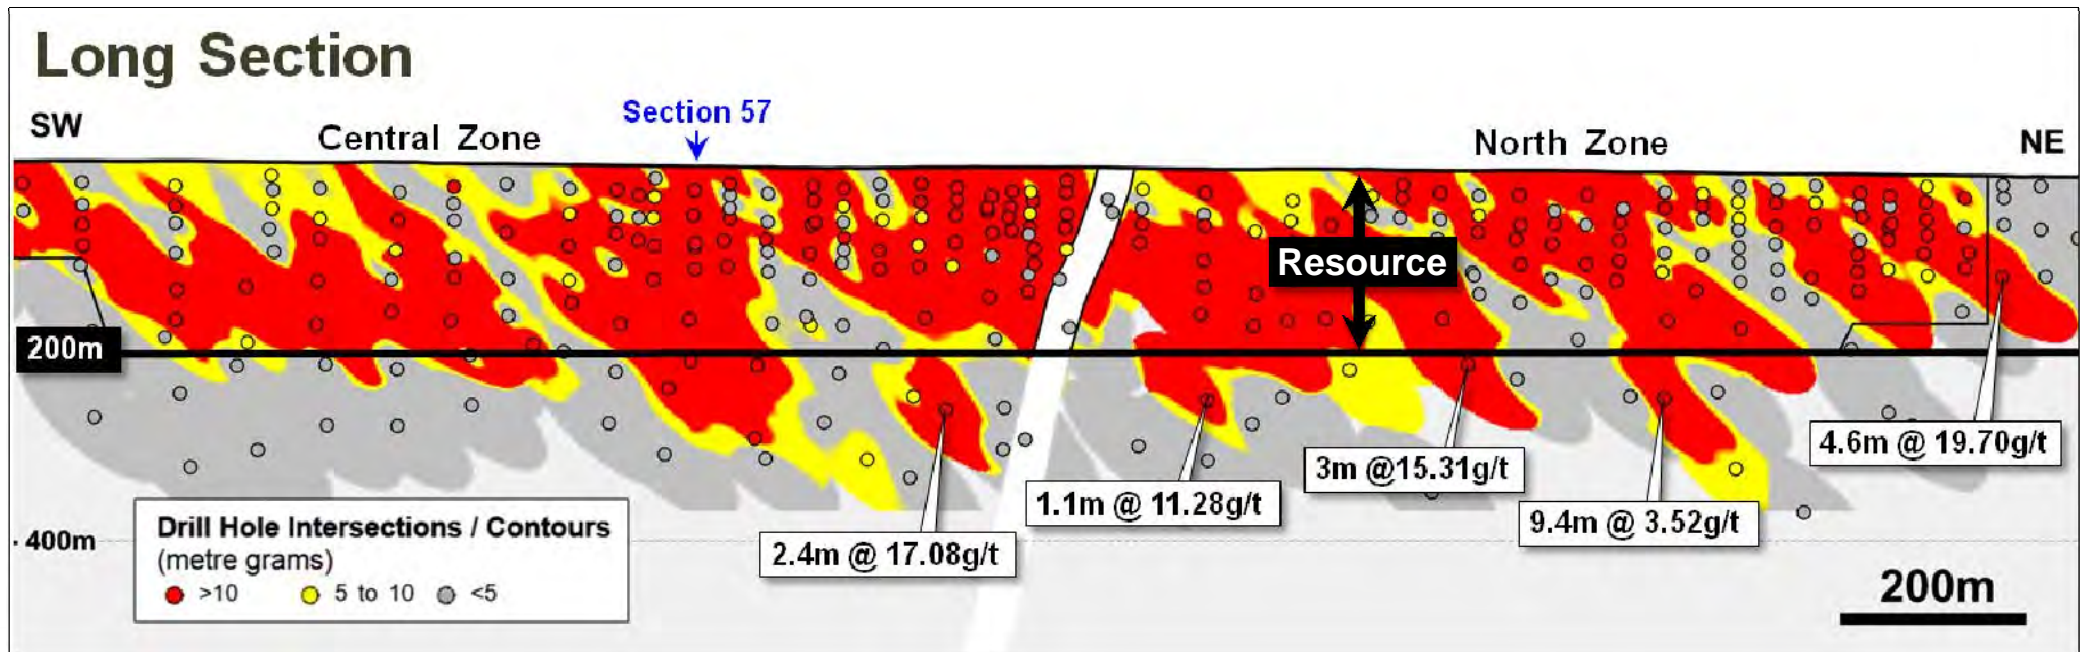 Long Section
SW
Central Zone
Section 57
North Zone
NE
Resource
200m
4.6m @ 19.70g/t
3m @15.31g/t
1.1m @ 11.28g/t
9.4m @ 3.52g/t
2.4m @ 17.08g/t
400m
Drill Hole Intersections / Contours
(metre grams)
>10 5 to 10 <5
200m